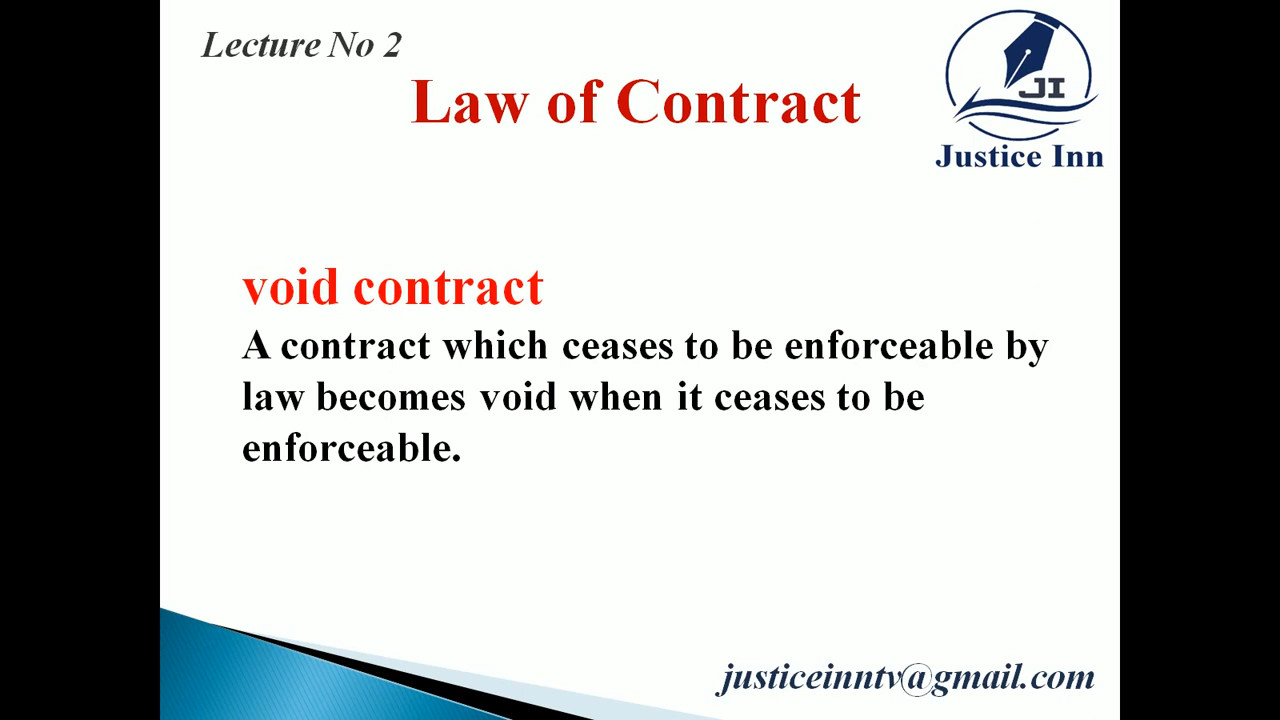 Lecture No 2
Law of Contract
JI
Justice Inn
void contract
A contract which ceases to be enforceable by
law becomes void when it ceases to be
enforceable.
justiceinntv@gmail.com